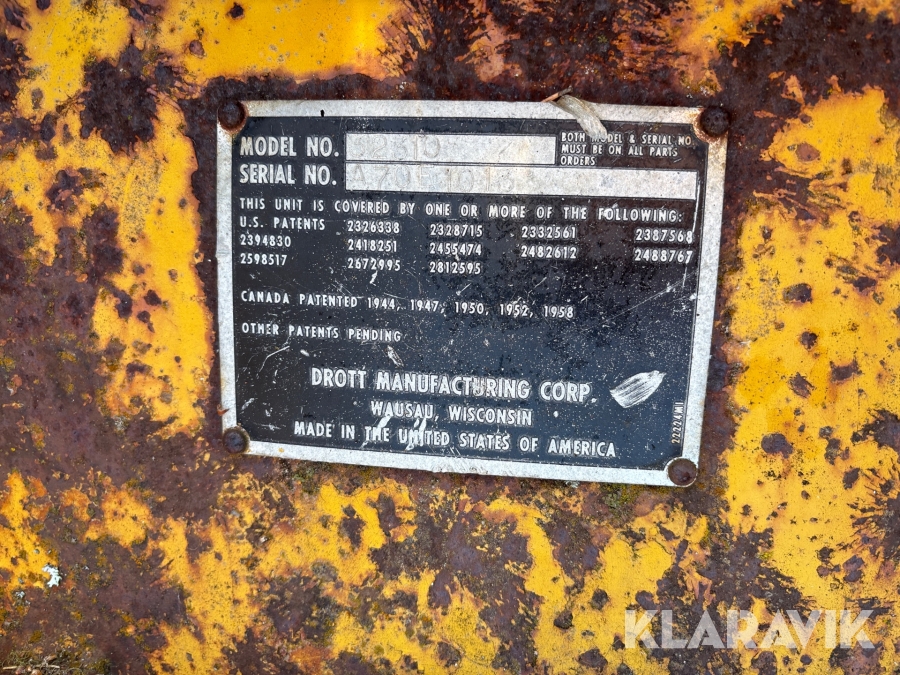 MODEL NO.
BOTH MODEL & SERIAL NO.
MUST BE ON ALL PARTS
ORDERS
SERIAL NO.
THIS UNIT IS COVERED BY ONE OR MORE OF THE FOLLOWING:
U.S. PATENTS 2326338 2328715 2332561 2387568
2394830 2418251 2455474 2482612 2488767
2598517 2672995 2812595
CANADA PATENTED 1944, 1947, 1950, 1952, 1958
OTHER PATENTS PENDING
DROTT MANUFACTURING CORP.
WAUSAU, WISCONSIN
MADE IN THE UNITED STATES OF AMERICA
22224MI
KLARAVIK